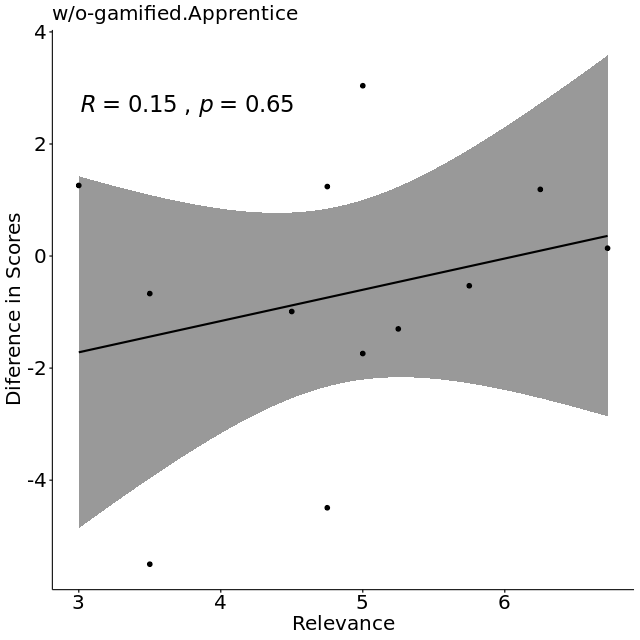 w/o-gamified.Apprentice
4
R = 0.15 , p = 0.65
2
0
-2
-4
Diference in Scores
3 4 5 6
Relevance